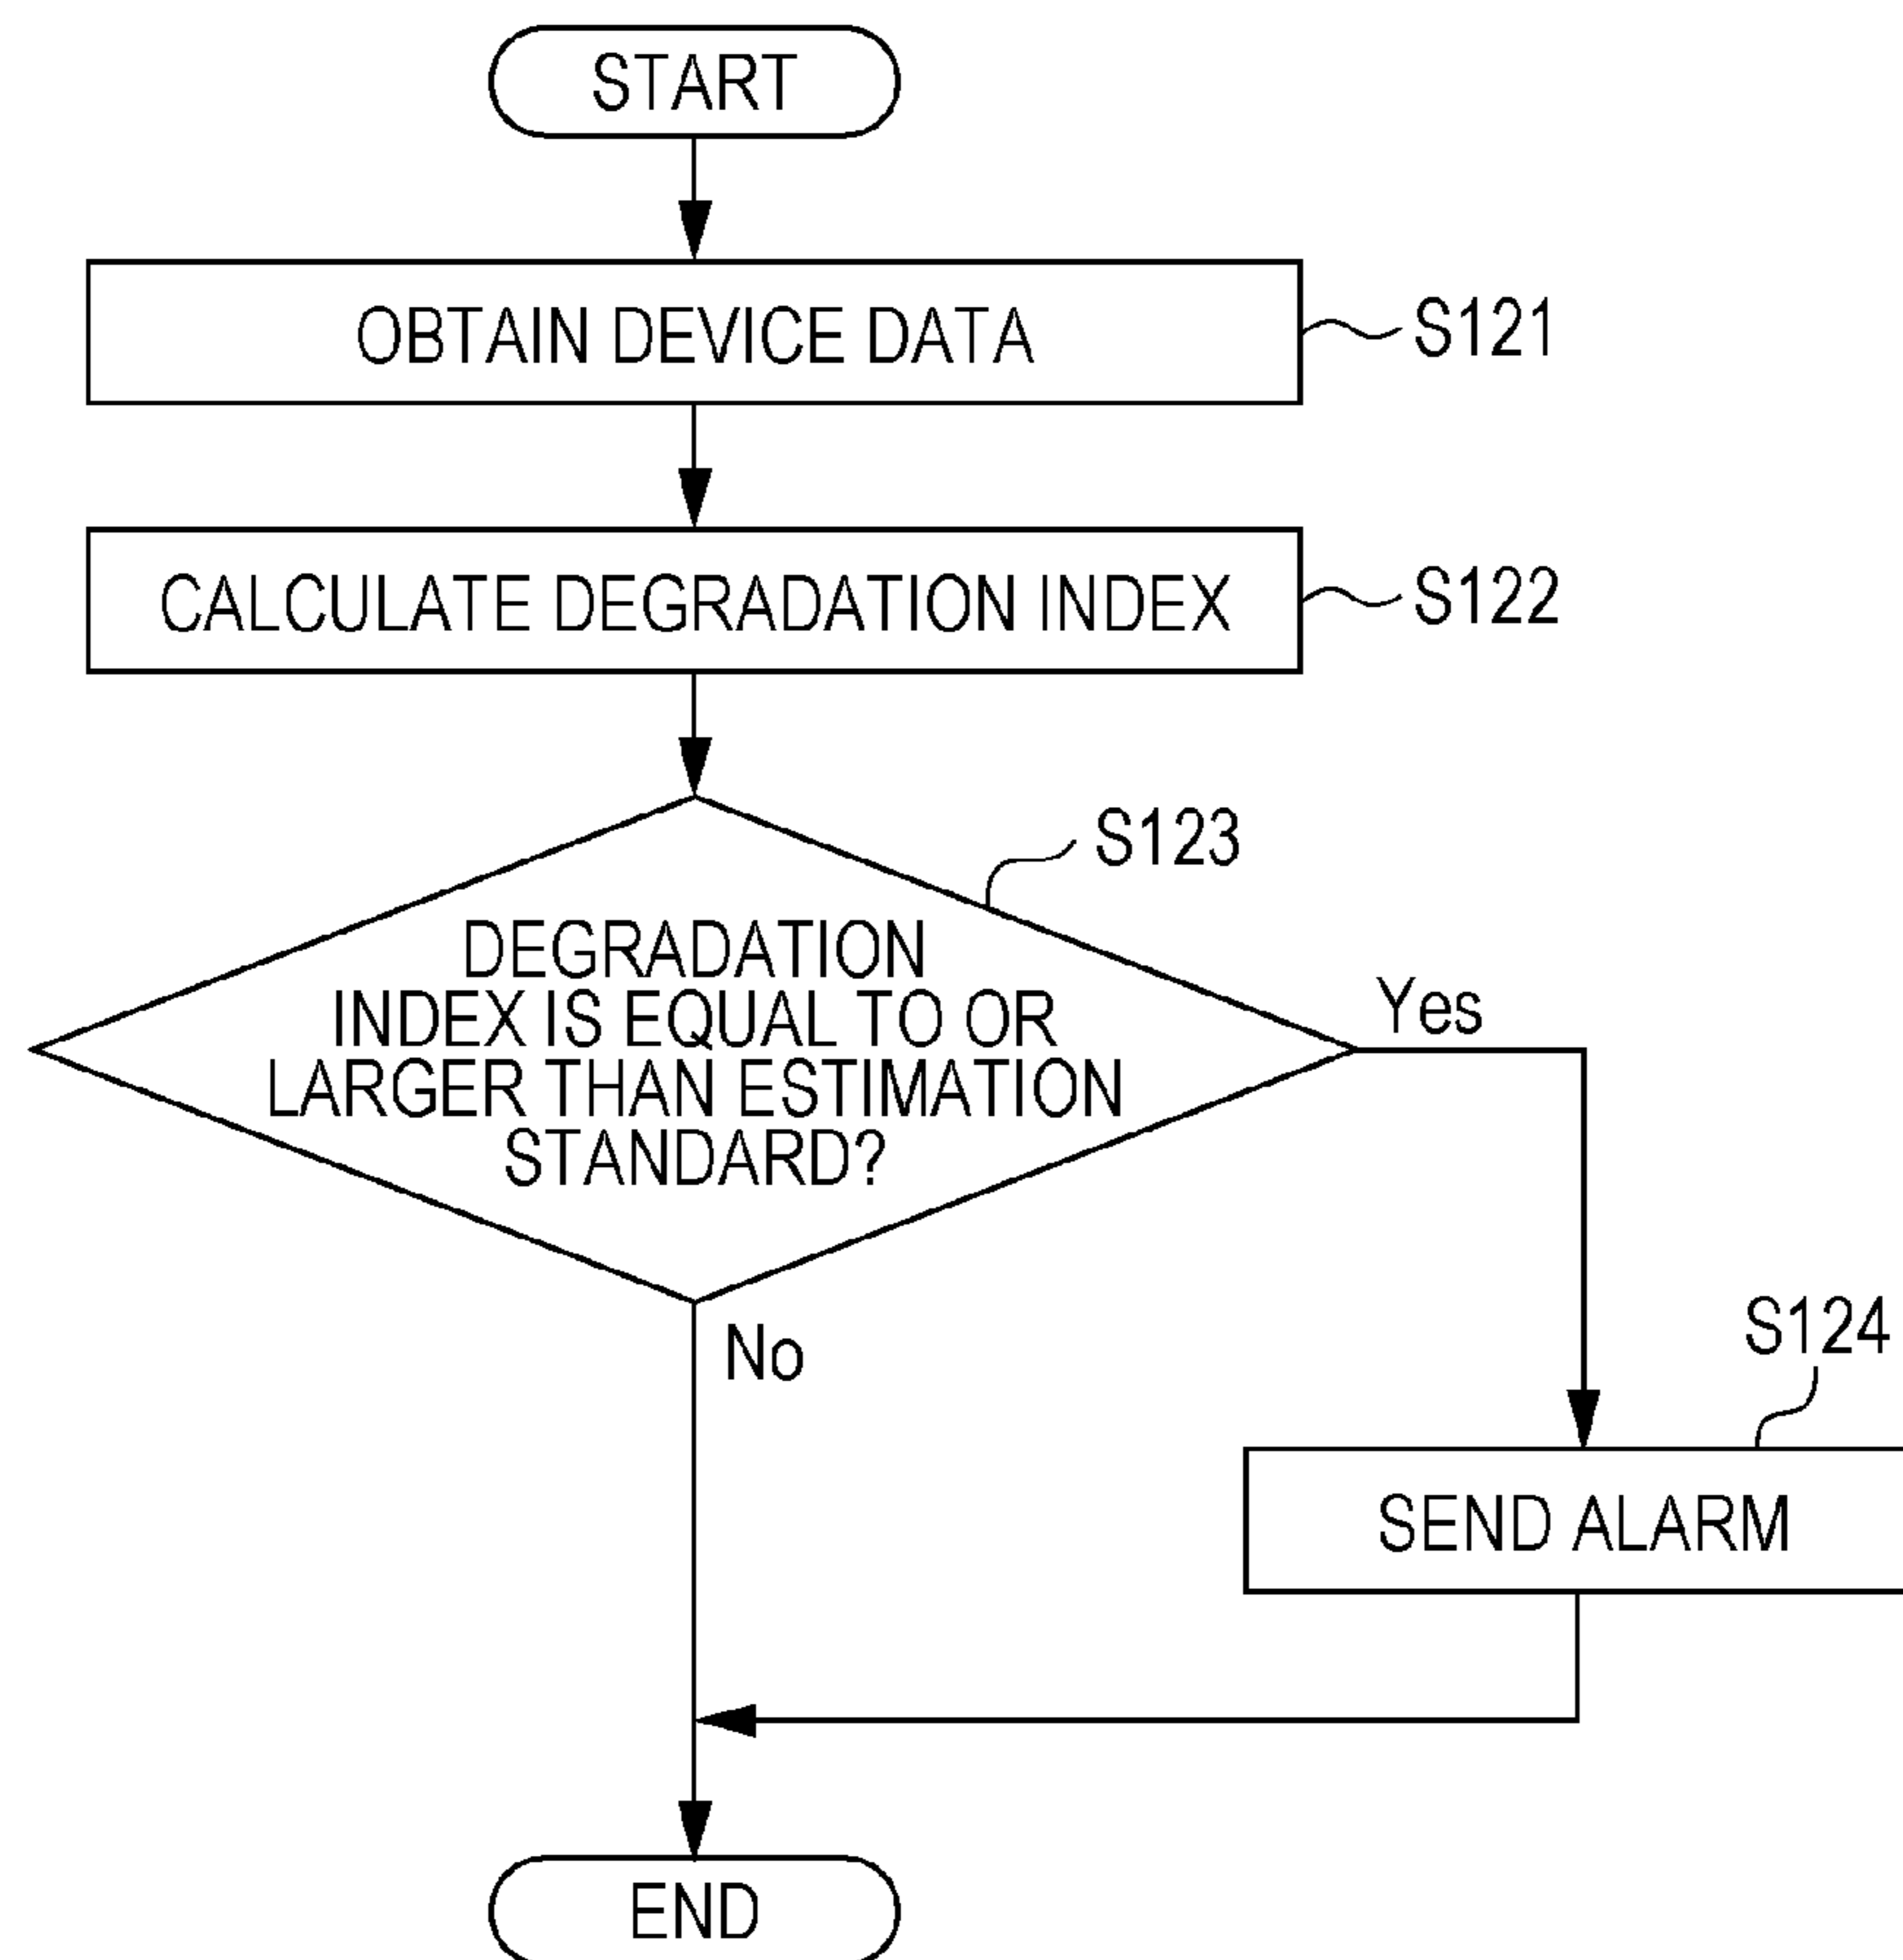 START
OBTAIN DEVICE DATA
S121
CALCULATE DEGRADATION INDEX
S122
S123
DEGRADATION
INDEX IS EQUAL TO OR
LARGER THAN ESTIMATION
STANDARD?
Yes
No
S124
SEND ALARM
END